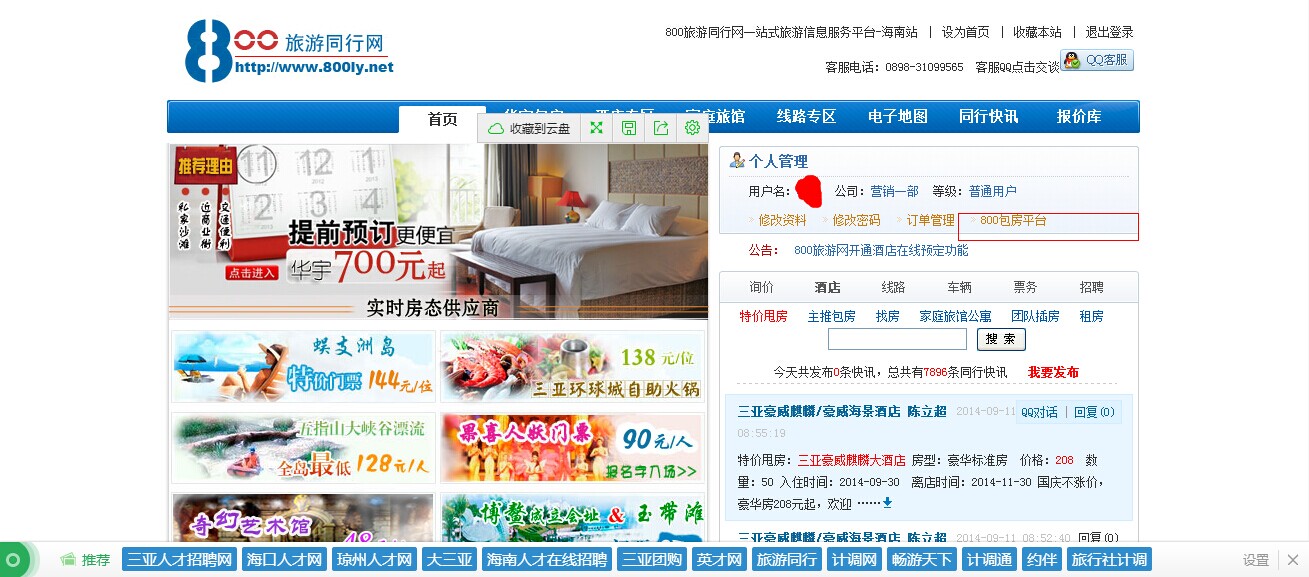 800 旅游同行网
http://www.800ly.net
800旅游同行网一站式旅游信息服务平台-海南站 | 设为首页 | 收藏本站 | 退出登录
客服电话：0898-31099565 客服QQ点击交谈 QQ客服
首页 线路专区 电子地图 同行快讯 报价库
收藏到云盘
推荐理由
交通便利
近商业街
私家沙滩
11 12 1
2 3 4
提前预订更便宜
点击进入 华宇700元起
实时房态供应商
蜈支洲岛
特价门票 144元/位
138元/位
三亚环球城自助火锅
五指山大峡谷漂流
全岛最低128元/人
果喜人妖门票
90元/人
报名字入场>>
奇幻艺术馆
博鳌成立会址 & 玉带滩
个人管理
用户名： 公司：营销一部 等级：普通用户
修改资料 修改密码 订单管理 800包房平台
公告： 800旅游网开通酒店在线预定功能
询价 酒店 线路 车辆 票务 招聘
特价甩房 主推包房 找房 家庭旅馆公寓 团队插房 租房
搜 索
今天共发布0条快讯，总共有7896条同行快讯 我要发布
三亚豪威麒麟/豪威海景酒店 陈立超 2014-09-11 QQ对话 | 回复(0)
08:55:19
特价甩房：三亚豪威麒麟大酒店 房型：豪华标准房 价格：208 数
量：50 入住时间：2014-09-30 离店时间：2014-11-30 国庆不涨价，
豪华房208元起，欢迎 ……
三亚豪威麒麟/豪威海景酒店 陈立超 2014-09-11 08:52:40 回复(0)
推荐 三亚人才招聘网 海口人才网 琼州人才网 大三亚 海南人才在线招聘 三亚团购 英才网 旅游同行 计调网 畅游天下 计调通 约伴 旅行社计调 设置